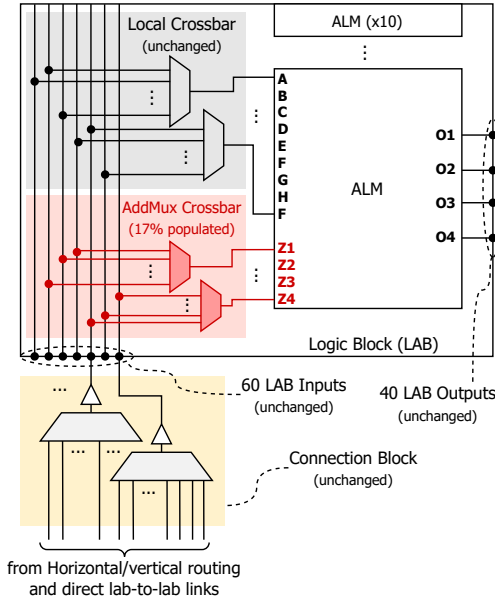 Local Crossbar
(unchanged)
ALM (x10)
...
A
B
C
D
E
F
G
H
F
...
...
...
ALM
O1
O2
O3
O4
AddMux Crossbar
(17% populated)
Z1
Z2
Z3
Z4
...
...
...
Logic Block (LAB)
60 LAB Inputs
(unchanged)
40 LAB Outputs
(unchanged)
...
...
...
...
Connection Block
(unchanged)
from Horizontal/vertical routing
and direct lab-to-lab links